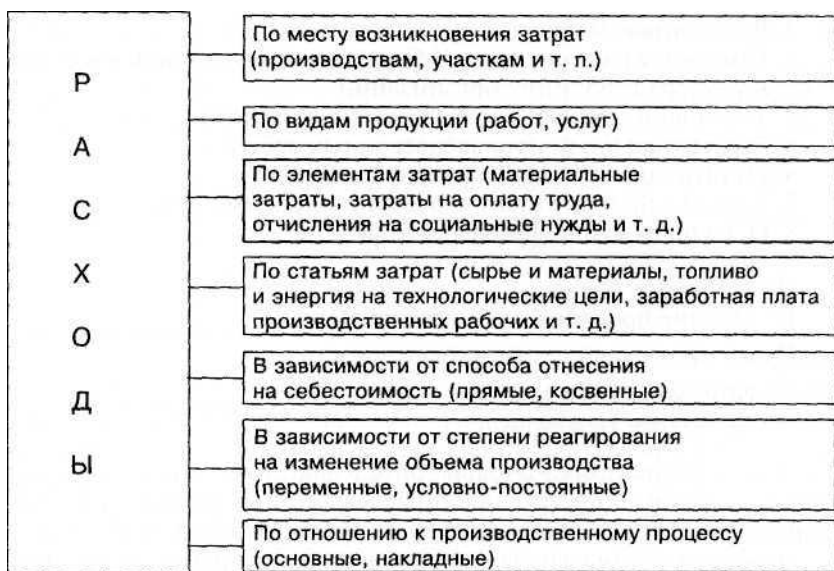 РАСХОДЫ
По месту возникновения затрат
(производствам, участкам и т. п.)
По видам продукции (работ, услуг)
По элементам затрат (материальные
затраты, затраты на оплату труда,
отчисления на социальные нужды и т. д.)
По статьям затрат (сырье и материалы, топливо
и энергия на технологические цели, заработная плата
производственных рабочих и т. д.)
В зависимости от способа отнесения
на себестоимость (прямые, косвенные)
В зависимости от степени реагирования
на изменение объема производства
(переменные, условно-постоянные)
По отношению к производственному процессу
(основные, накладные)